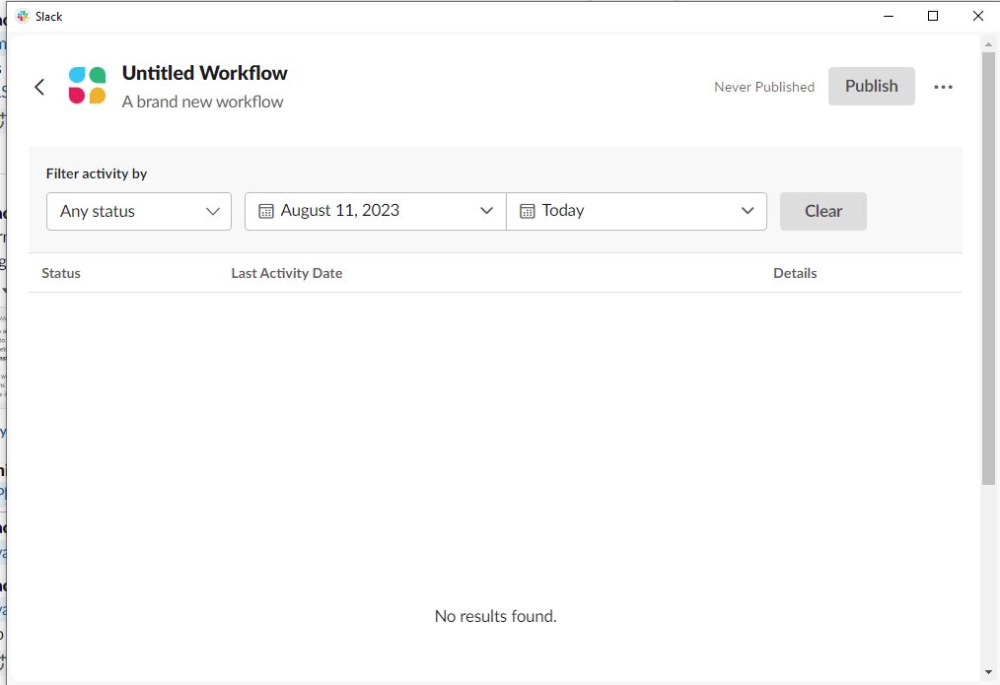 Slack
Untitled Workflow
A brand new workflow
Never Published
Publish
Filter activity by
Any status
August 11, 2023
Today
Clear
Status Last Activity Date Details
No results found.